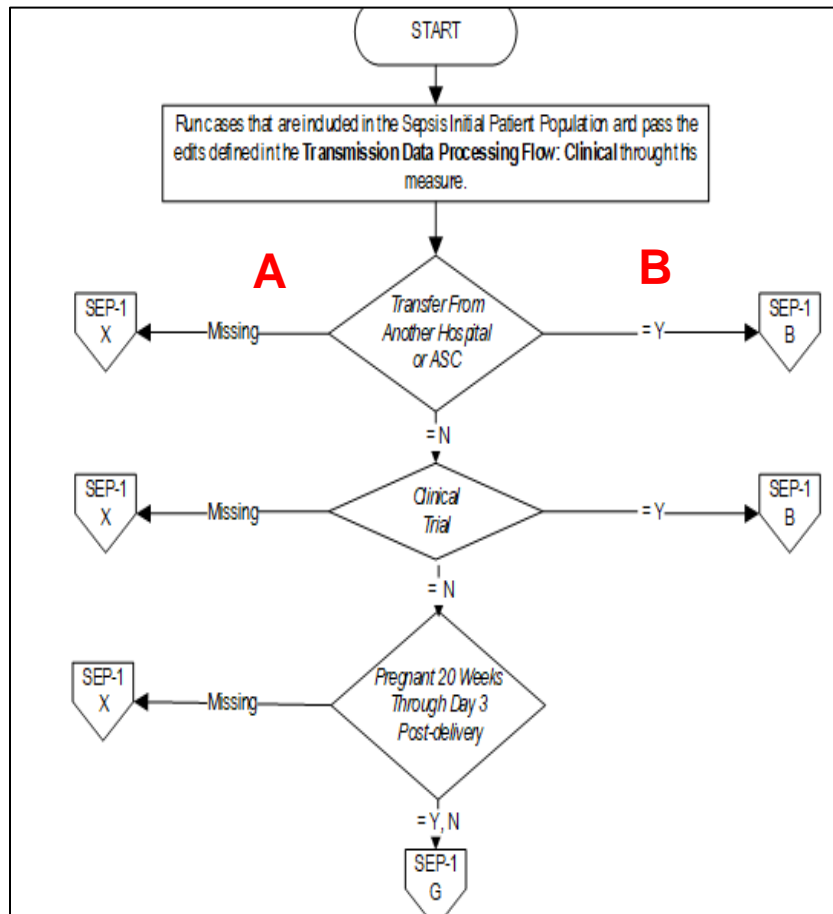 START
Run cases that are included in the Sepsis Initial Patient Population and pass the
edits defined in the Transmission Data Processing Flow: Clinical through this
measure.
A
B
SEP-1
X
Missing
Transfer From
Another Hospital
or ASC
= Y
SEP-1
B
= N
SEP-1
X
Missing
Clinical
Trial
= Y
SEP-1
B
= N
SEP-1
X
Missing
Pregnant 20 Weeks
Through Day 3
Post-delivery
= Y, N
SEP-1
G